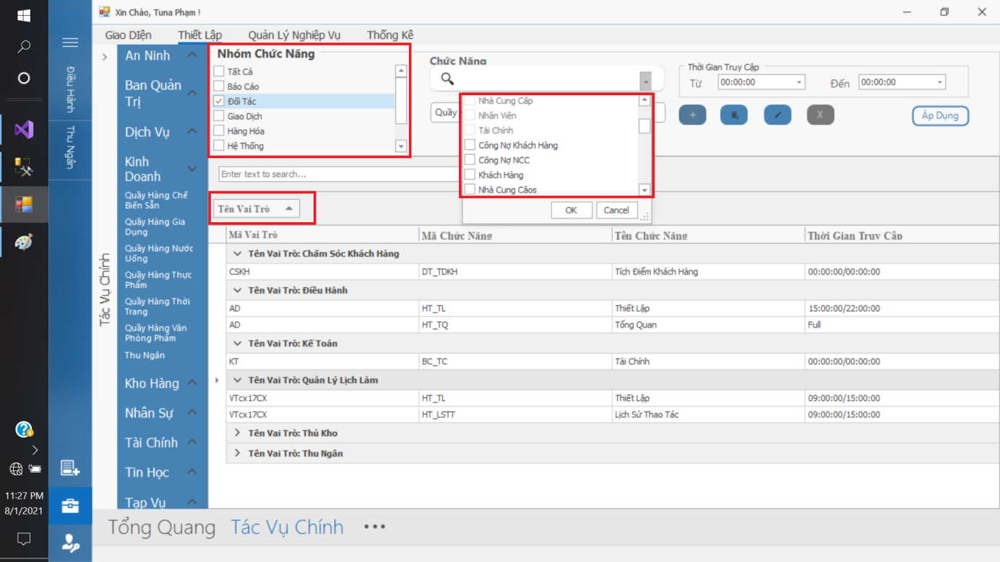 Xin Chào, Tuna Phạm !
Giao DIện Thiết Lập Quản Lý Nghiệp Vụ Thống Kê
Điều Hành
Thu Ngân
11:27 PM
8/1/2021
Tác Vụ Chính
An Ninh
Ban Quản
Trị
Dịch Vụ
Kinh
Doanh
Quầy Hàng Chế
Biến Sẵn
Quầy Hàng Gia
Dụng
Quầy Hàng Nước
Uống
Quầy Hàng Thực
Phẩm
Quầy Hàng Thời
Trang
Quầy Hàng Văn
Phòng Phẩm
Thu Ngân
Kho Hàng
Nhân Sự
Tài Chính
Tin Học
Tạp Vụ
Nhóm Chức Năng
Tất Cả
Báo Cáo
Đối Tác
Giao Dịch
Hàng Hóa
Hệ Thống
Chức Năng
Quầy
Nhà Cung Cấp
Nhân Viên
Tài Chính
Công Nợ Khách Hàng
Công Nợ NCC
Khách Hàng
Nhà Cung Câos
OK Cancel
Thời Gian Truy Cập
Từ 00:00:00 Đến 00:00:00
+ X Áp Dụng
Enter text to search...
Tên Vai Trò
Mã Vai Trò Mã Chức Năng Tên Chức Năng Thời Gian Truy Cập
Tên Vai Trò: Chăm Sóc Khách Hàng
CSKH DT_TDKH Tích Điểm Khách Hàng 00:00:00/00:00:00
Tên Vai Trò: Điều Hành
AD HT_TL Thiết Lập 15:00:00/22:00:00
AD HT_TQ Tổng Quan Full
Tên Vai Trò: Kế Toán
KT BC_TC Tài Chính 00:00:00/00:00:00
Tên Vai Trò: Quản Lý Lịch Làm
VTcx17CX HT_TL Thiết Lập 09:00:00/15:00:00
VTcx17CX HT_LSTT Lịch Sử Thao Tác 09:00:00/15:00:00
Tên Vai Trò: Thủ Kho
Tên Vai Trò: Thu Ngân
Tổng Quang Tác Vụ Chính •••